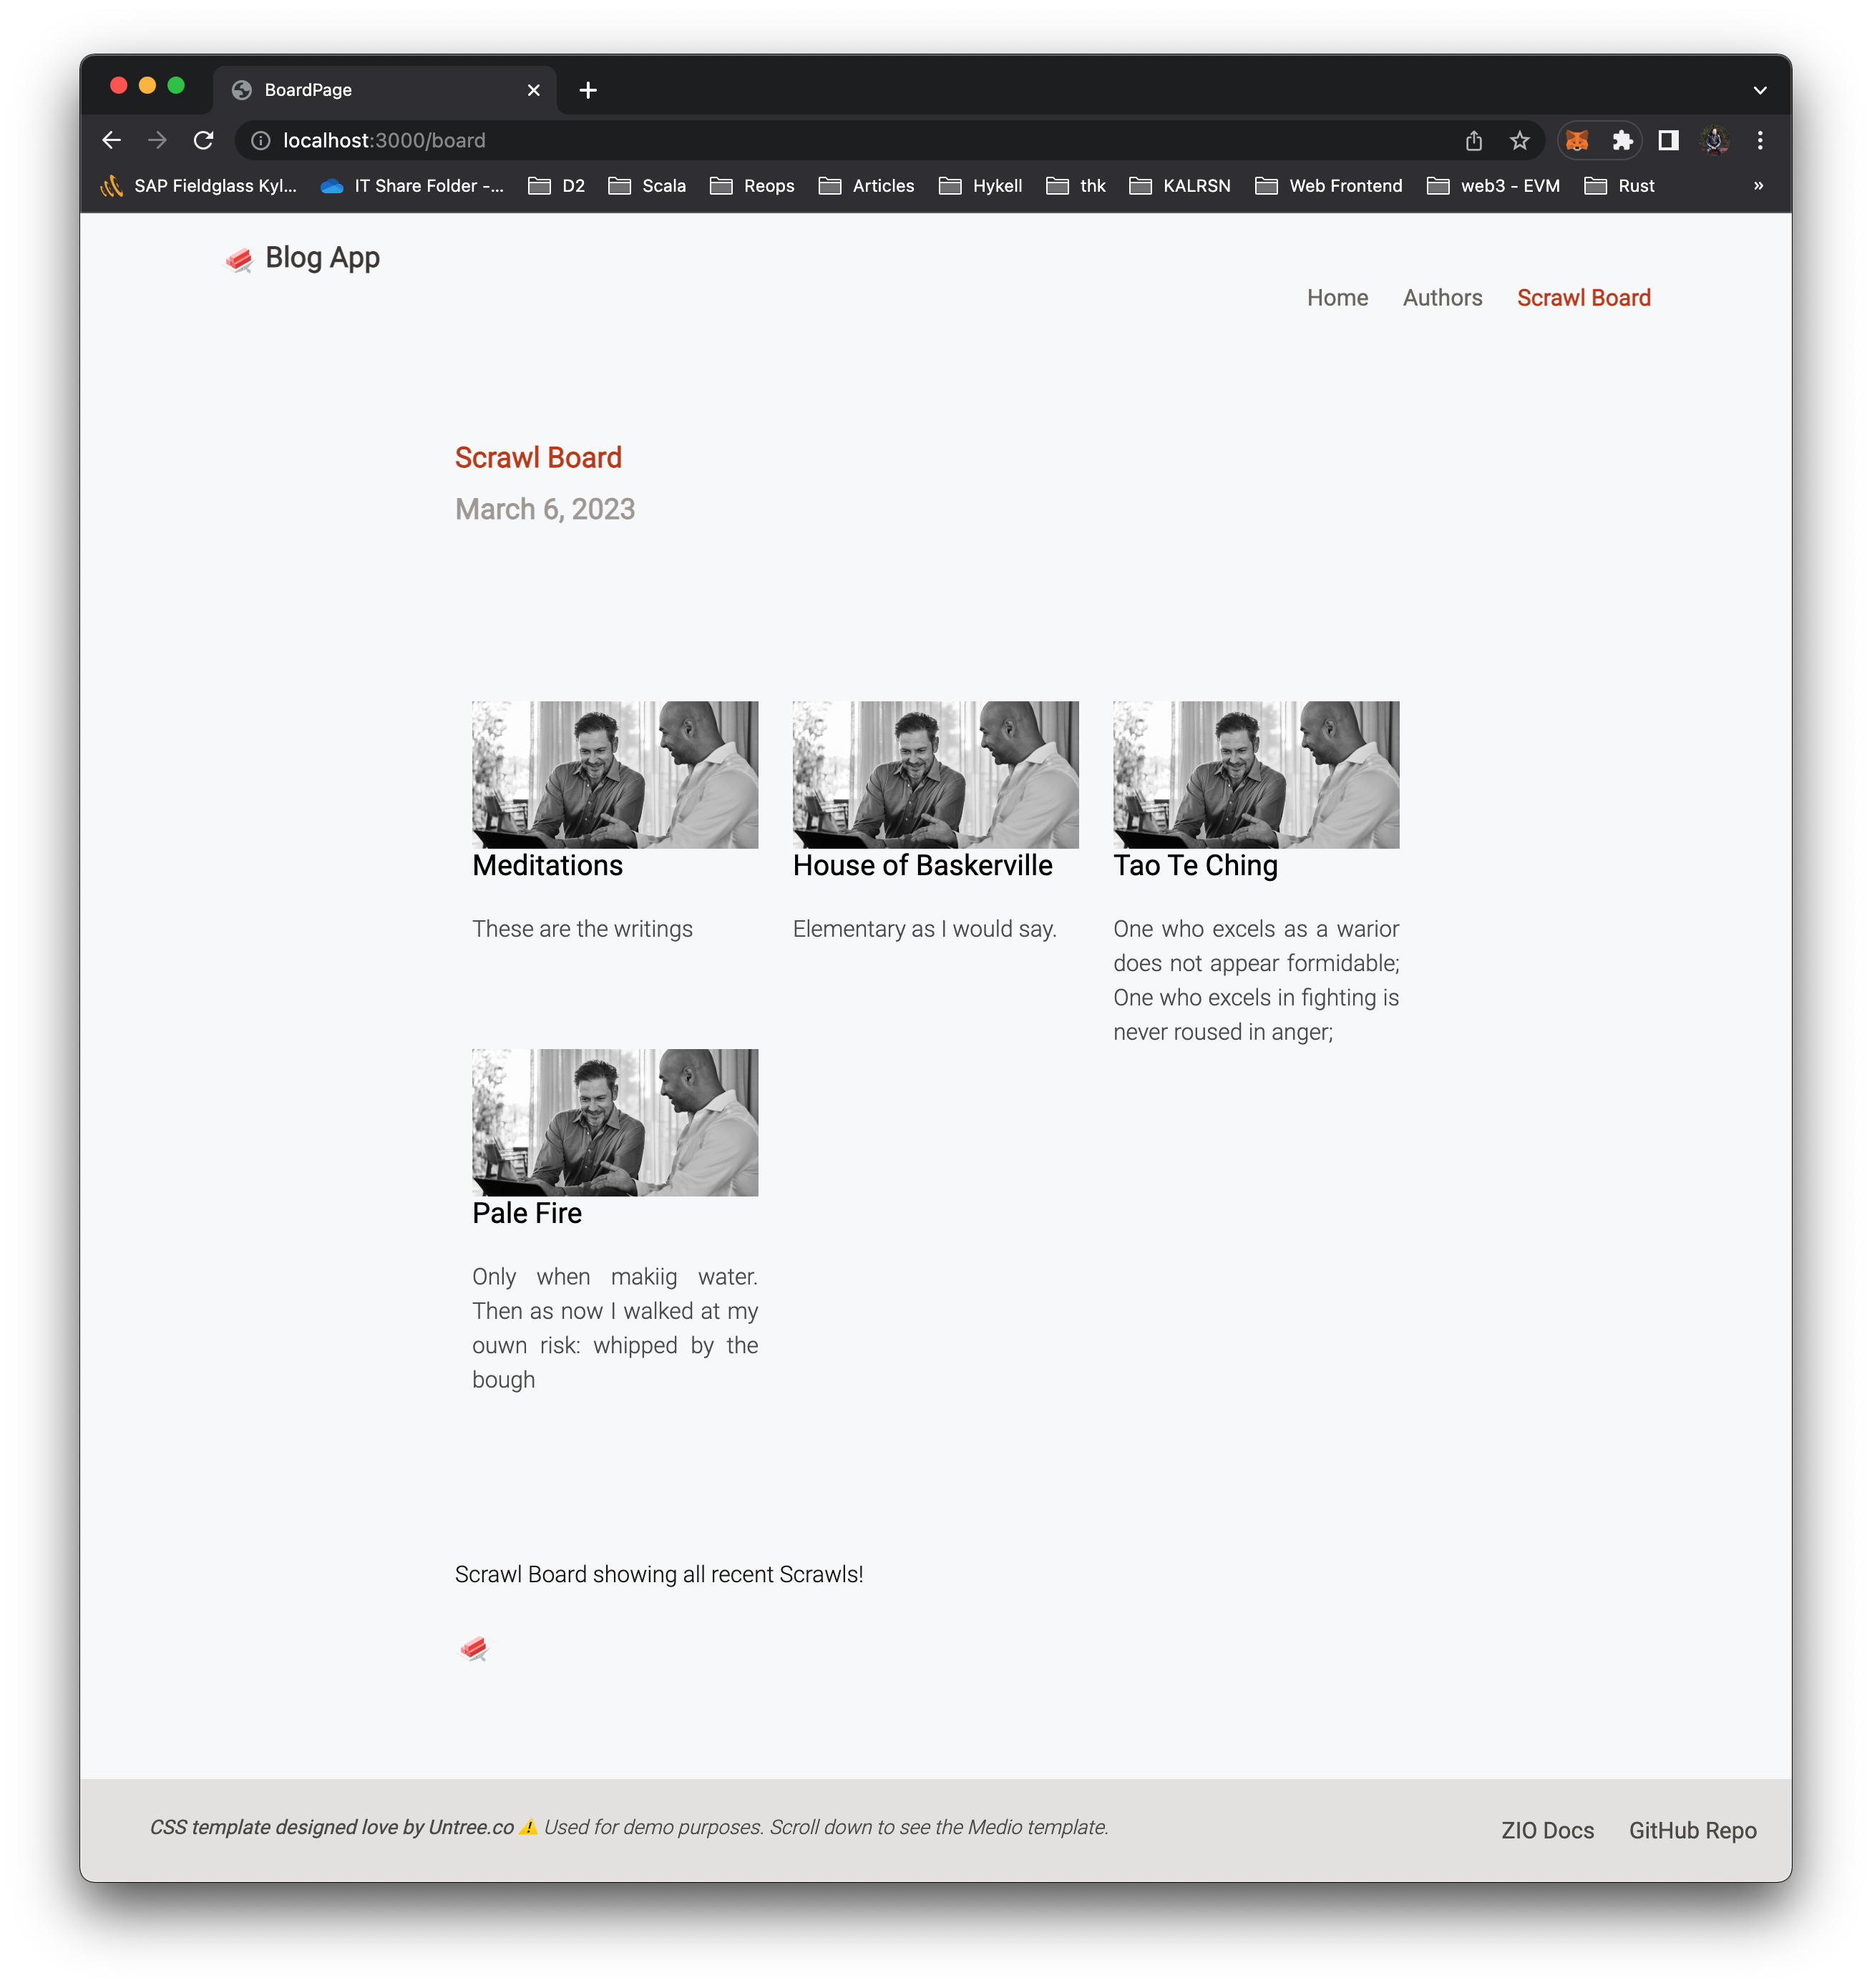 BoardPage
localhost:3000/board
SAP Fieldglass Kyl...
IT Share Folder -...
D2
Scala
Reops
Articles
Hykell
thk
KALRSN
Web Frontend
web3 - EVM
Rust
»
Blog App
Home
Authors
Scrawl Board
Scrawl Board
March 6, 2023
Meditations
These are the writings
House of Baskerville
Elementary as I would say.
Tao Te Ching
One who excels as a warior
does not appear formidable;
One who excels in fighting is
never roused in anger;
Pale Fire
Only when makiig water.
Then as now I walked at my
ouwn risk: whipped by the
bough
Scrawl Board showing all recent Scrawls!
CSS template designed love by Untree.co ⚠️ Used for demo purposes. Scroll down to see the Medio template.
ZIO Docs
GitHub Repo